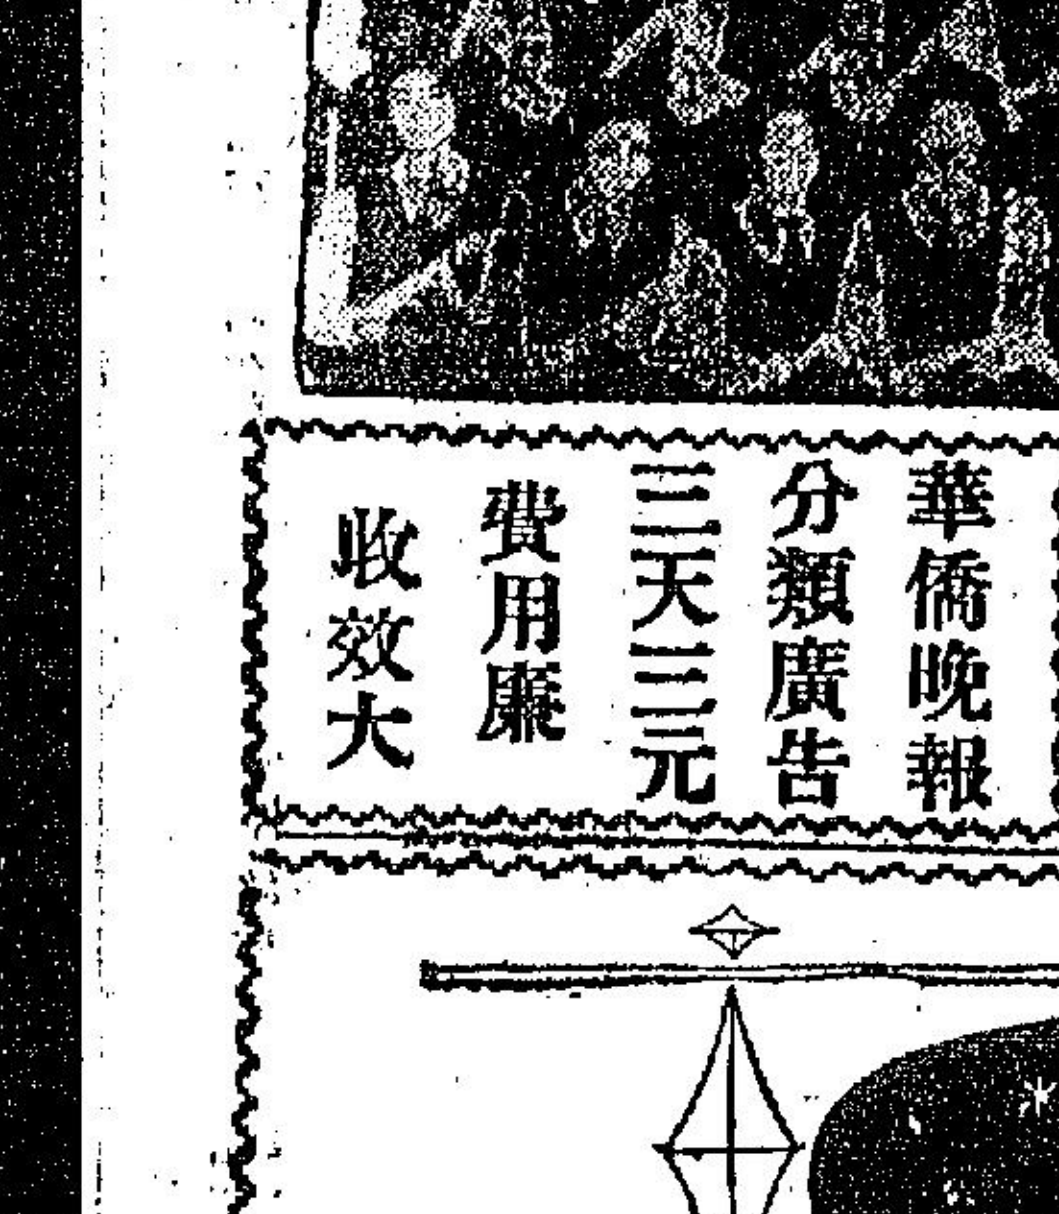 華僑晚報
分類廣告
三天三元
費用廉
收效大